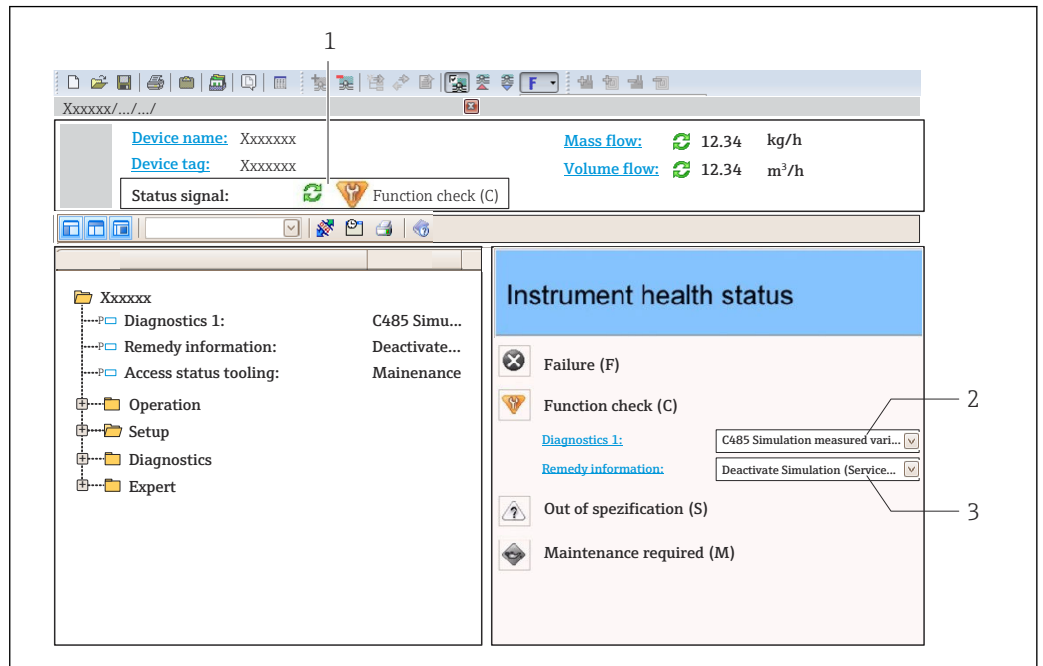 1
F
Xxxxxx/.../.../
Device name: Xxxxxxx
Mass flow: 12.34 kg/h
Device tag: Xxxxxxx
Volume flow: 12.34 m³/h
Status signal: Function check (C)
Xxxxxx
P Diagnostics 1: C485 Simu...
P Remedy information: Deactivate...
P Access status tooling: Mainenance
Operation
Setup
Diagnostics
Expert
Instrument health status
Failure (F)
Function check (C)
2
Diagnostics 1: C485 Simulation measured vari...
Remedy information: Deactivate Simulation (Service...
Out of spezification (S)
3
Maintenance required (M)